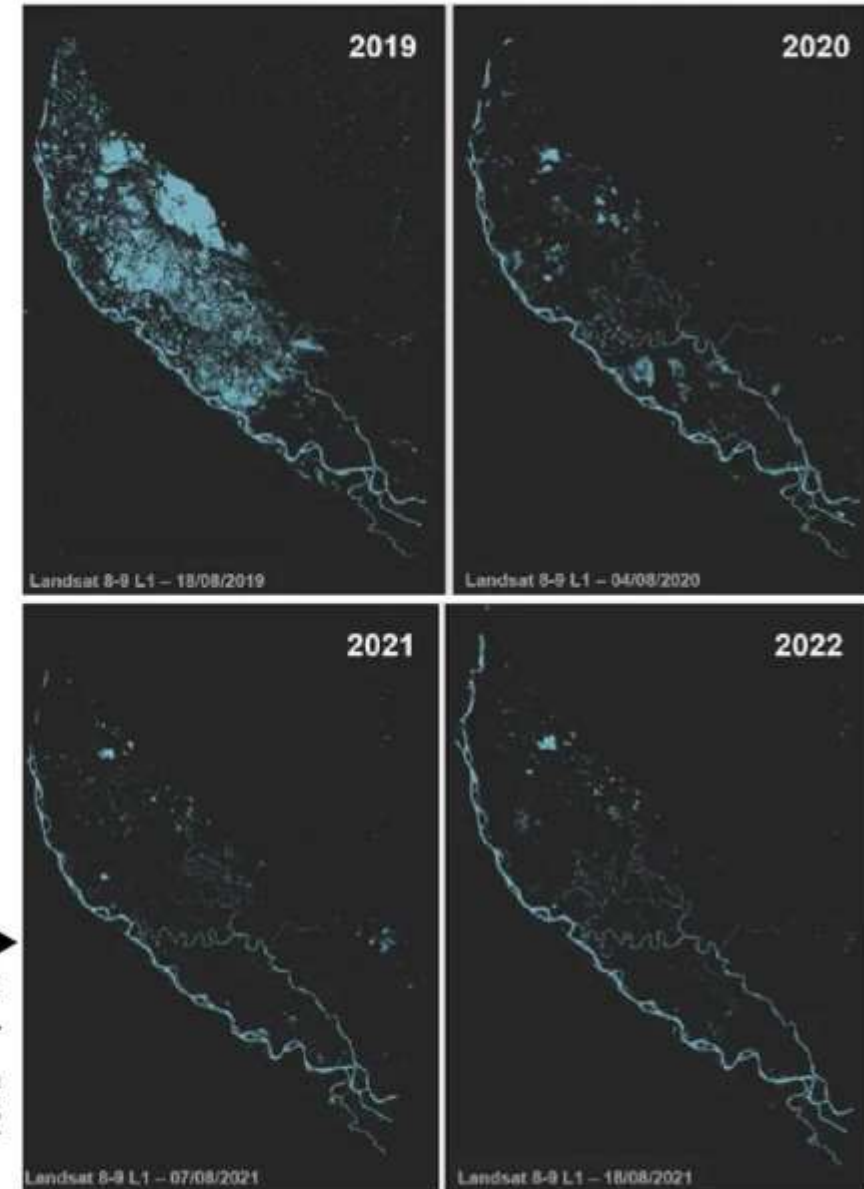 2019
2020
Landsat 8-9 L1 – 18/08/2019
Landsat 8-9 L1 – 04/08/2020
2021
2022
Landsat 8-9 L1 – 07/08/2021
Landsat 8-9 L1 – 18/08/2021